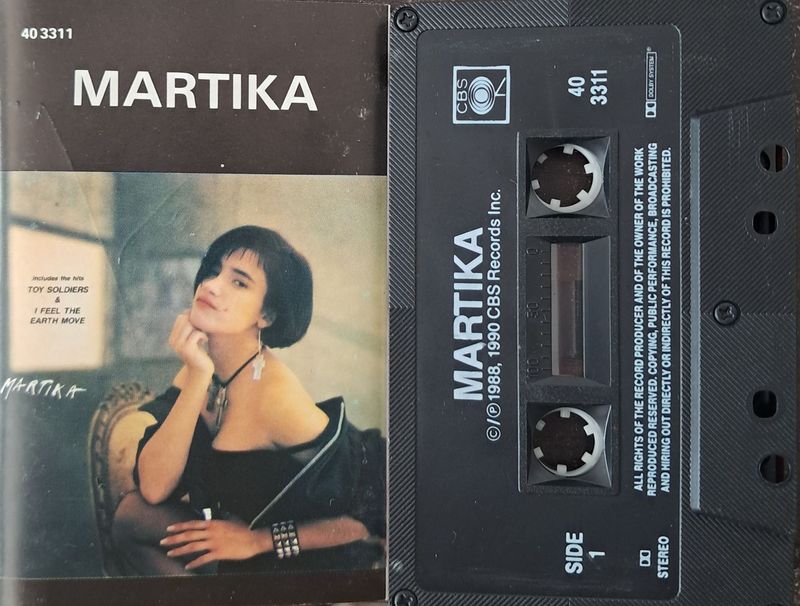 40 3311
MARTIKA
includes the hits
TOY SOLDIERS
&
I FEEL THE
EARTH MOVE
MARTIKA
CBS
40
3311
DOLBY SYSTEM®
MARTIKA
©/℗1988, 1990 CBS Records Inc.
0
50
100
ALL RIGHTS OF THE RECORD PRODUCER AND OF THE OWNER OF THE WORK
REPRODUCED RESERVED. COPYING, PUBLIC PERFORMANCE, BROADCASTING
AND HIRING OUT DIRECTLY OR INDIRECTLY OF THIS RECORD IS PROHIBITED.
SIDE
1
STEREO